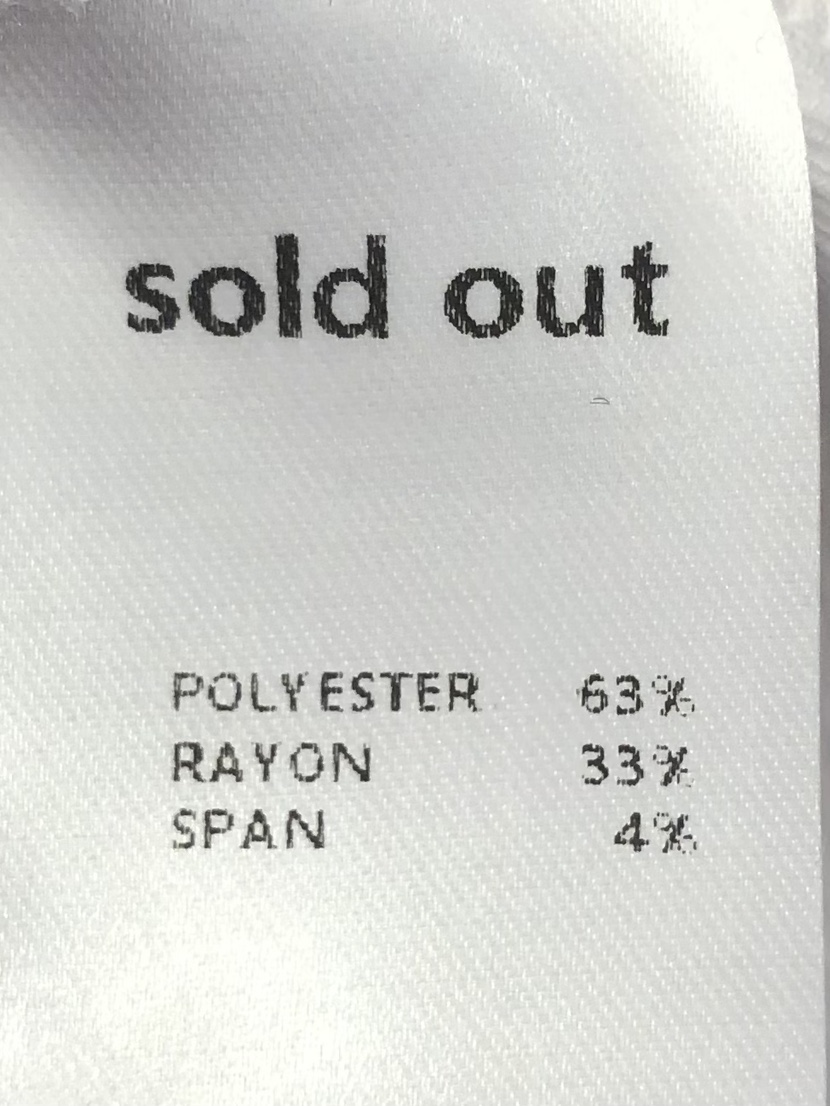 sold out
POLYESTER 63%
RAYON 33%
SPAN 4%